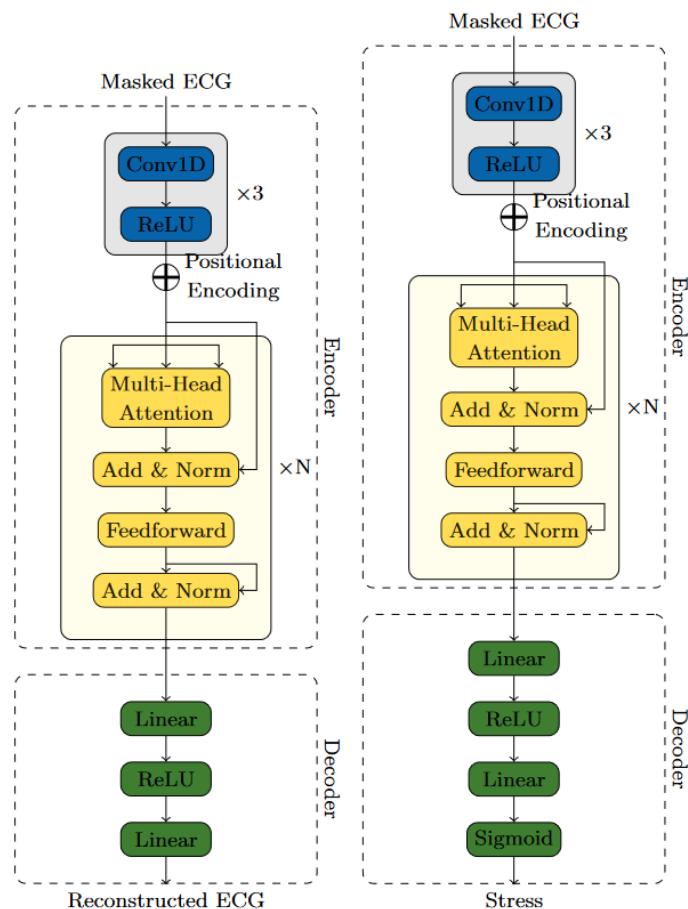 Masked ECG
Conv1D
ReLU
×3
Positional
Encoding
Multi-Head
Attention
Add & Norm
×N
Feedforward
Add & Norm
Encoder
Linear
ReLU
Linear
Decoder
Reconstructed ECG
Masked ECG
Conv1D
ReLU
×3
Positional
Encoding
Multi-Head
Attention
Add & Norm
×N
Feedforward
Add & Norm
Encoder
Linear
ReLU
Linear
Sigmoid
Decoder
Stress